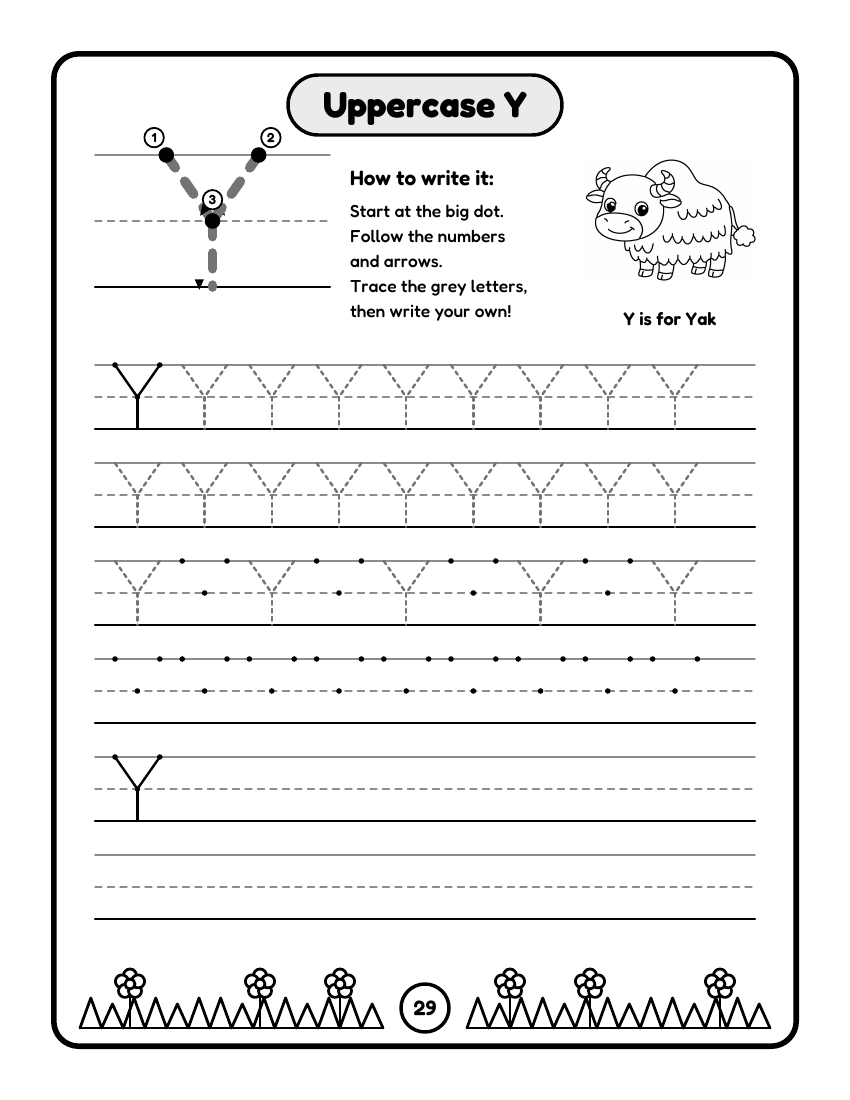 Uppercase Y
1
2
3
How to write it:
Start at the big dot.
Follow the numbers
and arrows.
Trace the grey letters,
then write your own!
Y is for Yak
Y Y Y Y Y Y Y Y Y
Y Y Y Y Y Y Y Y Y
Y Y Y Y Y
Y
29